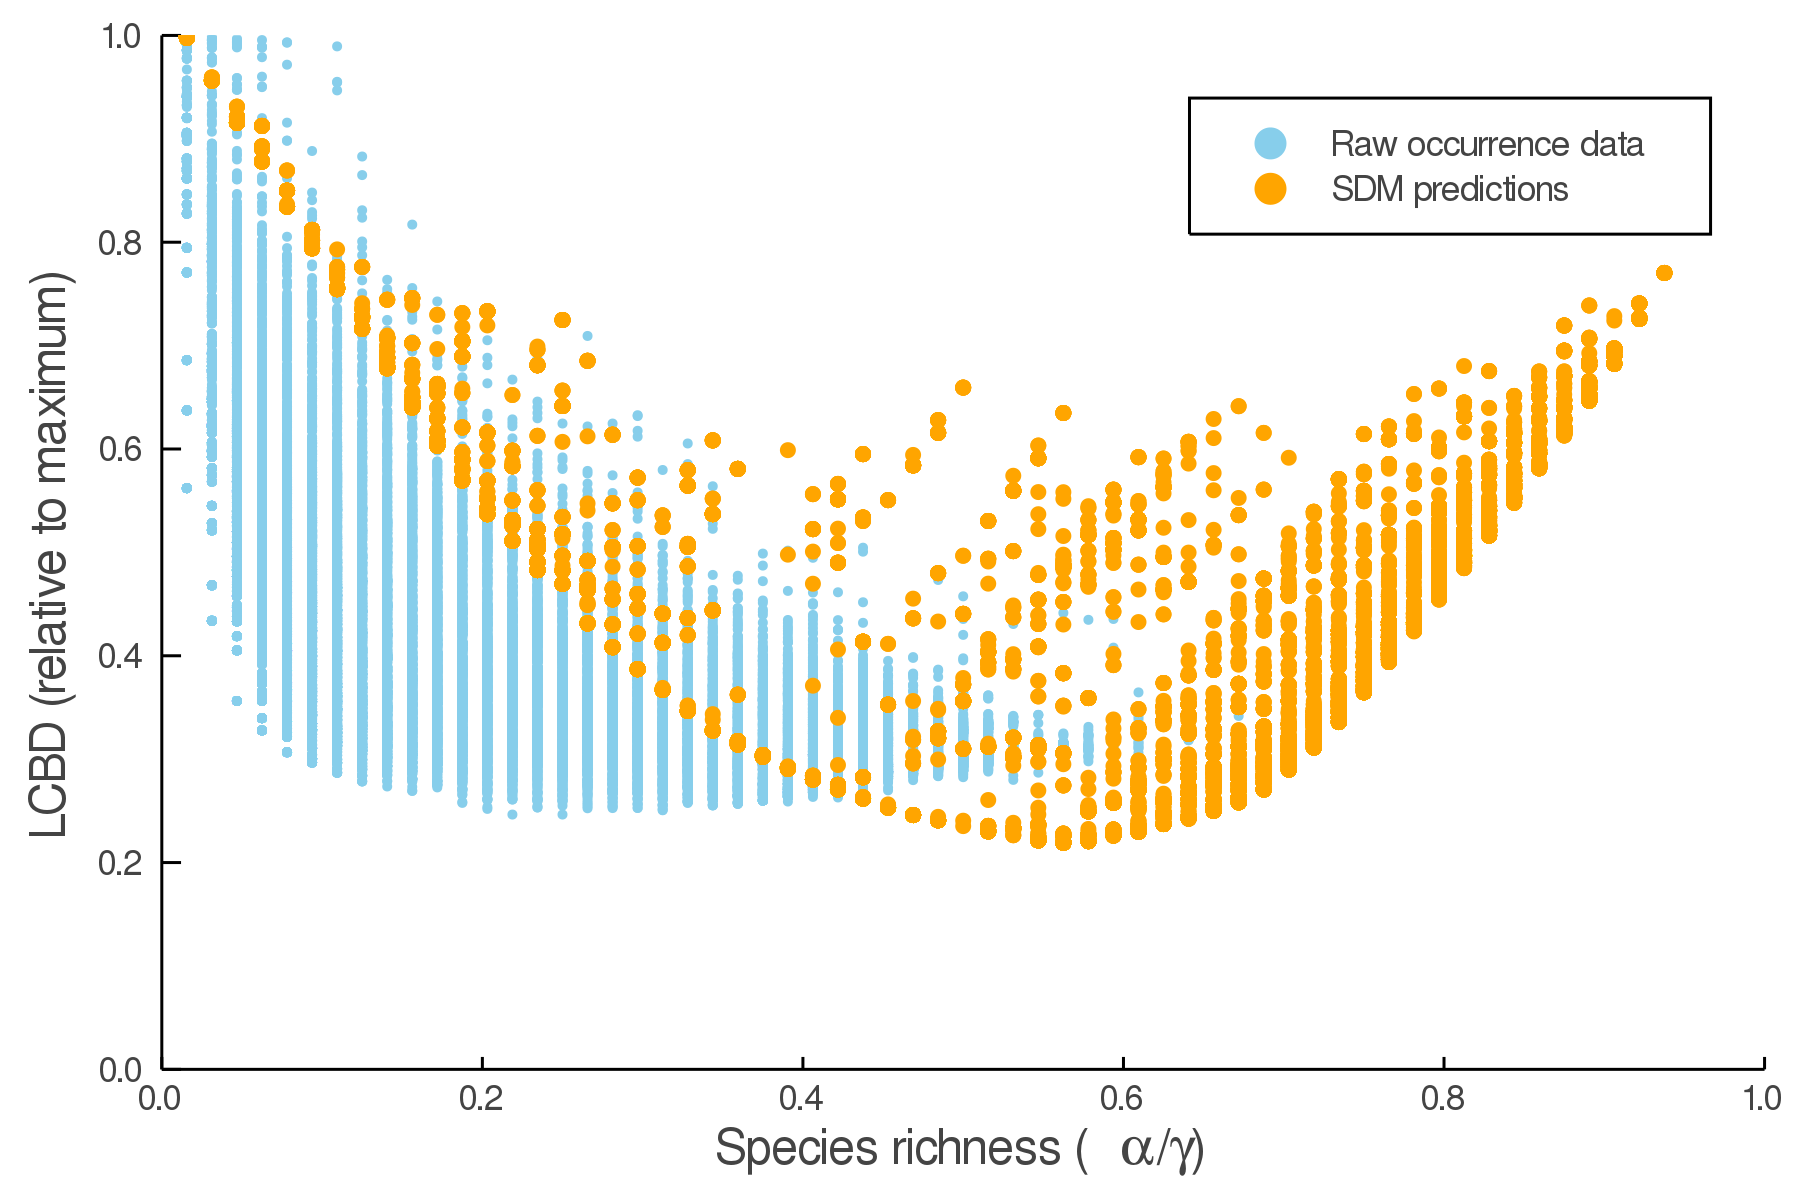 1.0
0.8
0.6
0.4
0.2
0.0
LCBD (relative to maximum)
Raw occurrence data
SDM predictions
0.0 0.2 0.4 0.6 0.8 1.0
Species richness ( α/γ)